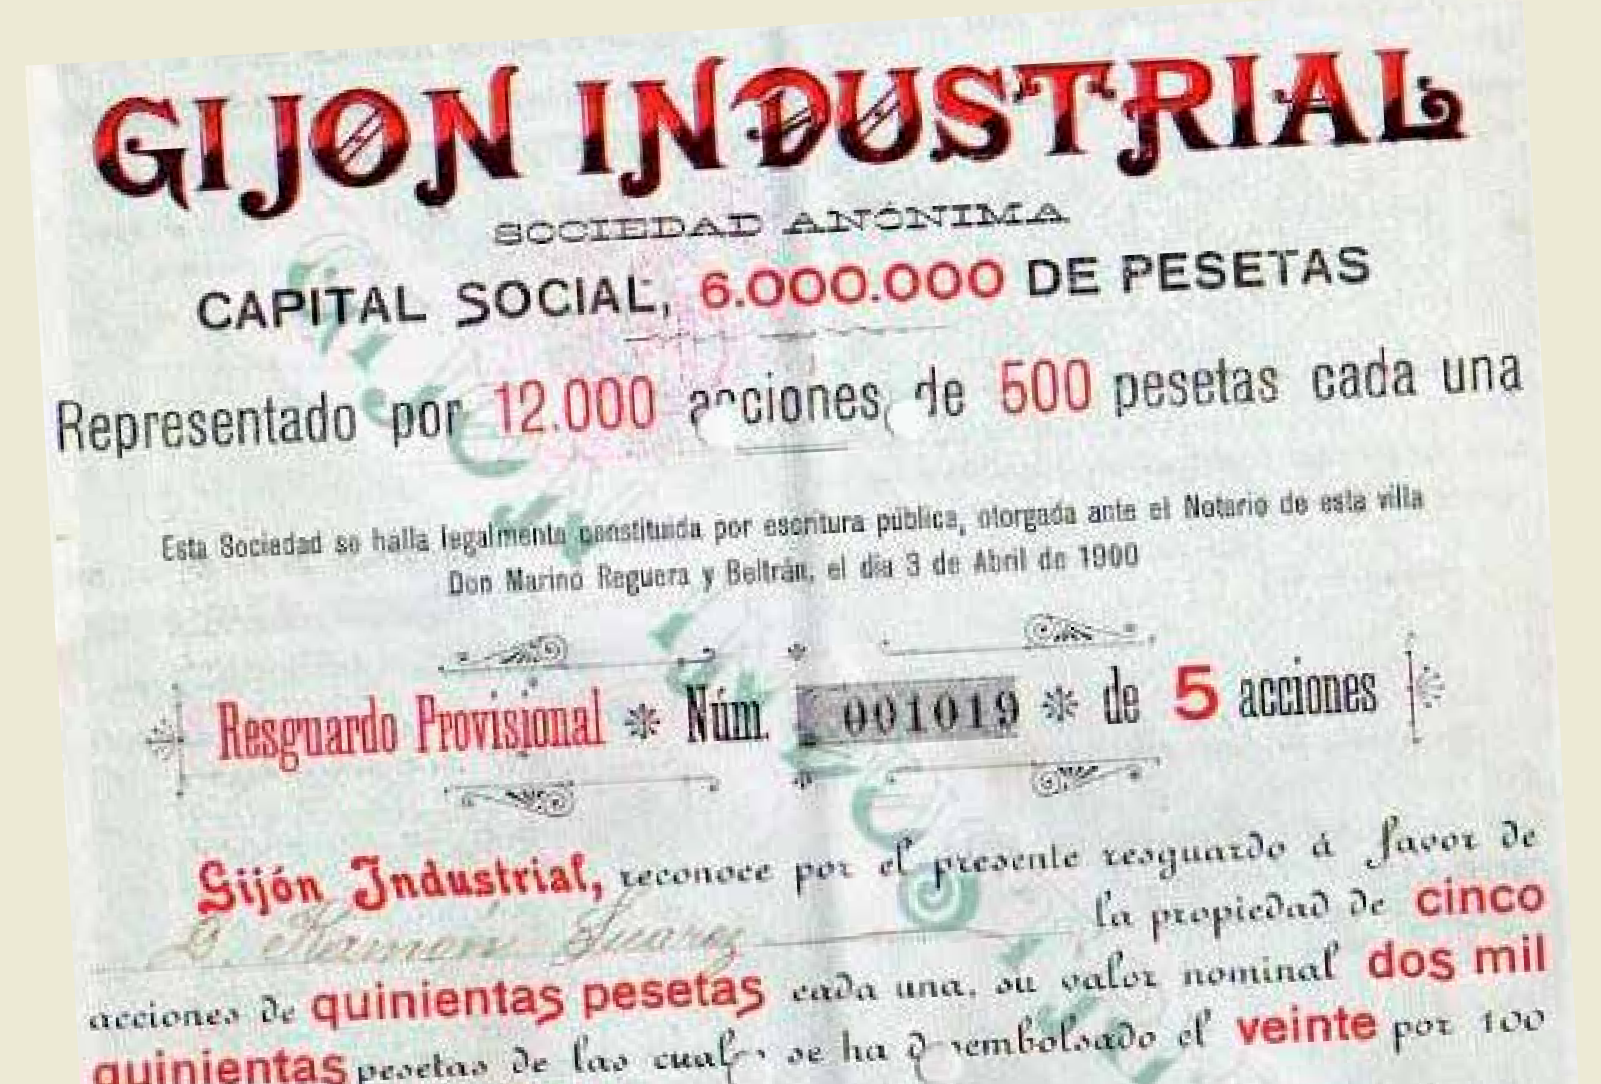 GIJON INDUSTRIAL
SOCIEDAD ANÓNIMA
CAPITAL SOCIAL, 6.000.000 DE PESETAS
Representado por 12.000 acciones de 500 pesetas cada una
Esta Sociedad se halla legalmente constituida por escritura pública, otorgada ante el Notario de esta villa
Don Marino Reguera y Beltrán, el día 3 de Abril de 1900
Resguardo Provisional * Núm. 001019 * de 5 acciones
Gijón Industrial, reconoce por el presente resguardo á favor de
D. Ramón Suarez la propiedad de cinco
acciones de quinientas pesetas cada una, su valor nominal dos mil
quinientas pesetas de las cuales se ha desembolsado el veinte por 100